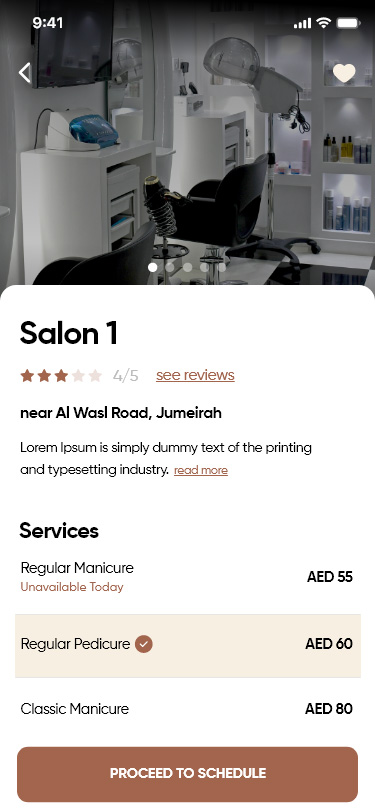 9:41
Salon 1
4/5 see reviews
near Al Wasl Road, Jumeirah
Lorem Ipsum is simply dummy text of the printing
and typesetting industry. read more
Services
Regular Manicure
AED 55
Unavailable Today
Regular Pedicure AED 60
Classic Manicure AED 80
PROCEED TO SCHEDULE